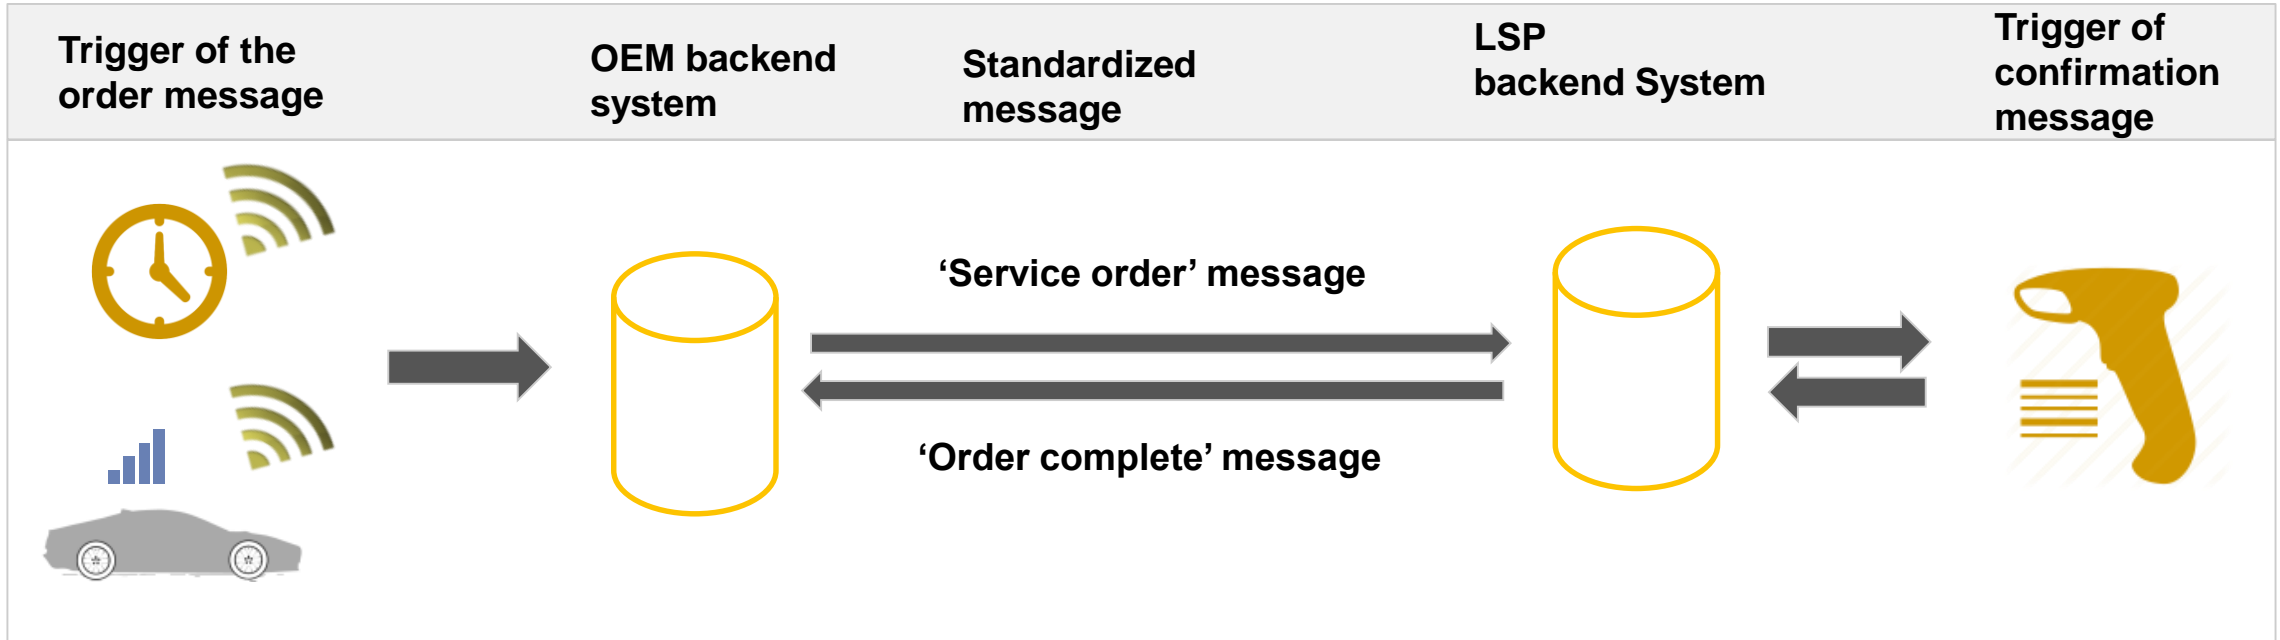 Trigger of the
order message
OEM backend
system
Standardized
message
LSP
backend System
Trigger of
confirmation
message
‘Service order’ message
‘Order complete’ message